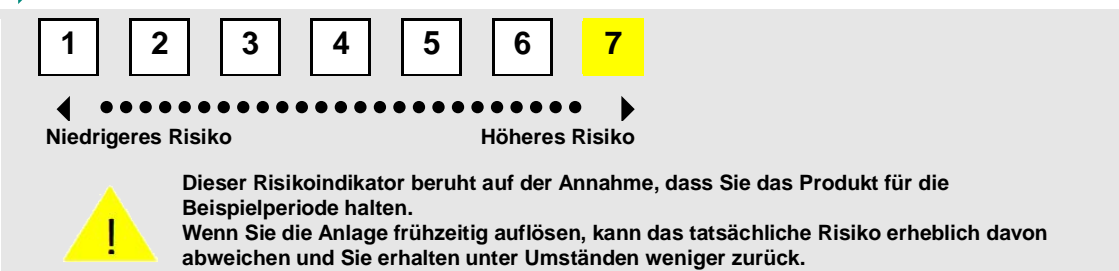 1 2 3 4 5 6 7
Niedrigeres Risiko Höheres Risiko
Dieser Risikoindikator beruht auf der Annahme, dass Sie das Produkt für die
Beispielperiode halten.
! Wenn Sie die Anlage frühzeitig auflösen, kann das tatsächliche Risiko erheblich davon
abweichen und Sie erhalten unter Umständen weniger zurück.